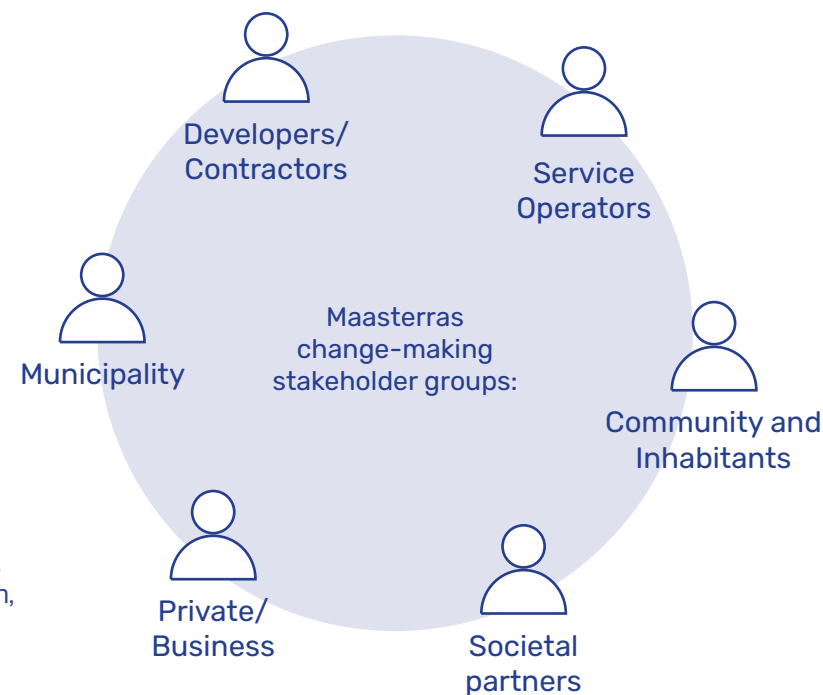 Developers/
Contractors
Service
Operators
Maasterras
change-making
stakeholder groups:
Municipality
Community and
Inhabitants
Private/
Business
Societal
partners